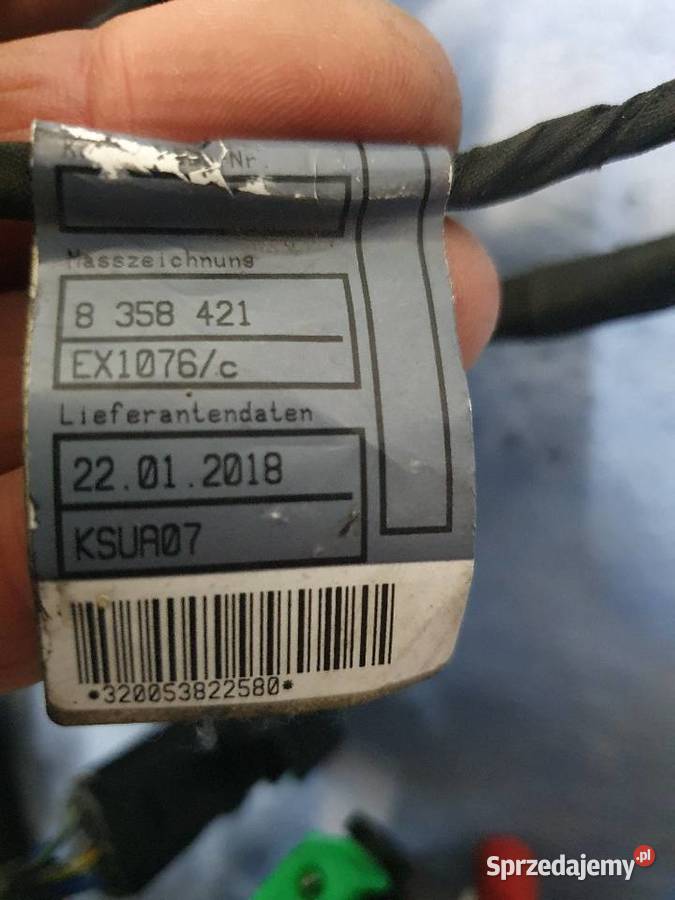 Masszeichnung
8 358 421
EX1076/c
Lieferantendaten
22.01.2018
KSUA07
*320053822580*
Sprzedajemy.pl